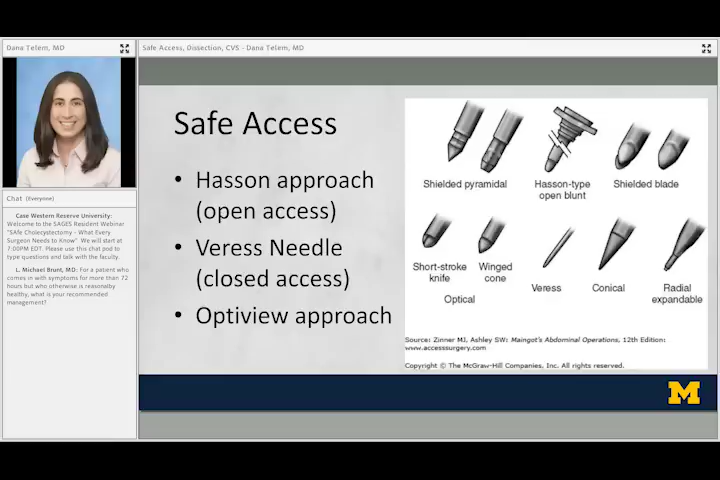 Dana Telem, MD
Safe Access, Dissection, CVS - Dana Telem, MD
Chat (Everyone)
Case Western Reserve University:
Welcome to the SAGES Resident Webinar
"SAfe Cholecystectomy - What Every
Surgeon Needs to Know" We will start at
7:00PM EDT. Please use this chat pod to
type questions and talk with the faculty.
L. Michael Brunt, MD: For a patient who
comes in with symptoms for more than 72
hours but who otherwise is reasonalby
healthy, what is your recommended
management?
Safe Access
• Hasson approach
(open access)
• Veress Needle
(closed access)
• Optiview approach
Shielded pyramidal
Hasson-type
open blunt
Shielded blade
Short-stroke
knife
Winged
cone
Optical
Veress
Conical
Radial
expandable
Source: Zinner MJ, Ashley SW: Maingot's Abdominal Operations, 12th Edition:
www.accesssurgery.com
Copyright © The McGraw-Hill Companies, Inc. All rights reserved.
M